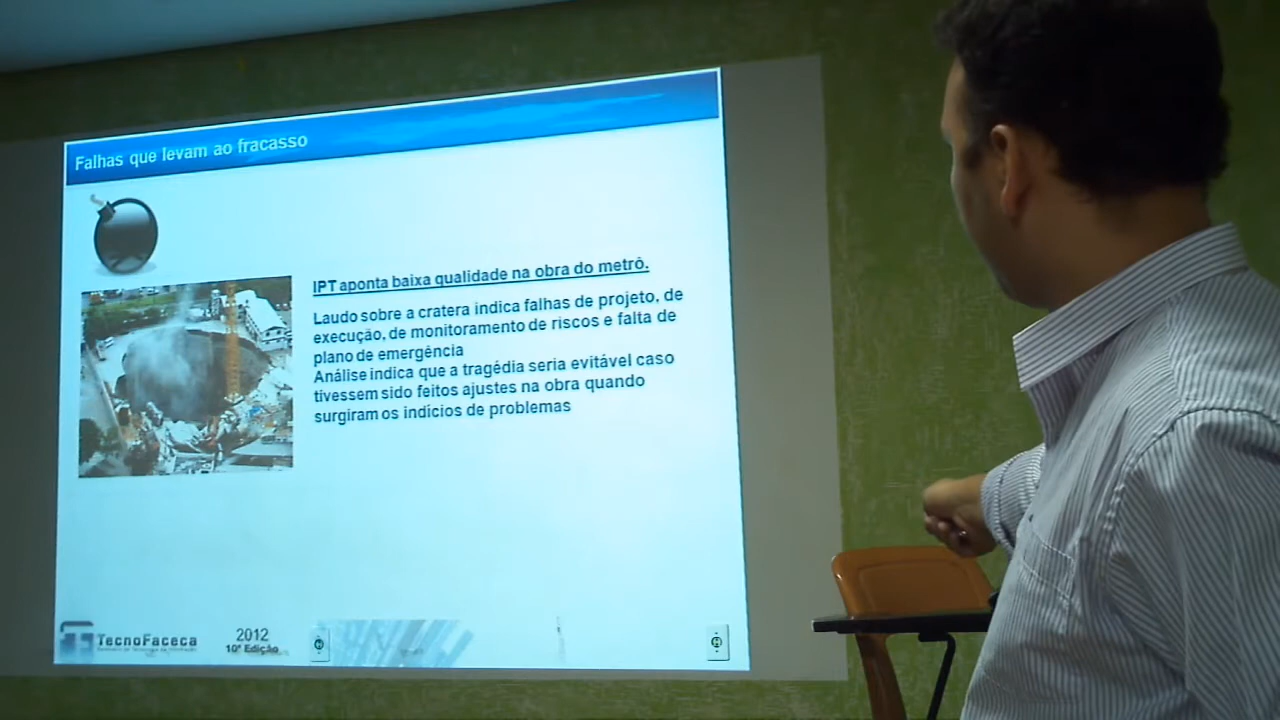 Falhas que levam ao fracasso
IPT aponta baixa qualidade na obra do metrô.
Laudo sobre a cratera indica falhas de projeto, de
execução, de monitoramento de riscos e falta de
plano de emergência
Análise indica que a tragédia seria evitável caso
tivessem sido feitos ajustes na obra quando
surgiram os indícios de problemas
TecnoFaceca
2012
10ª Edição